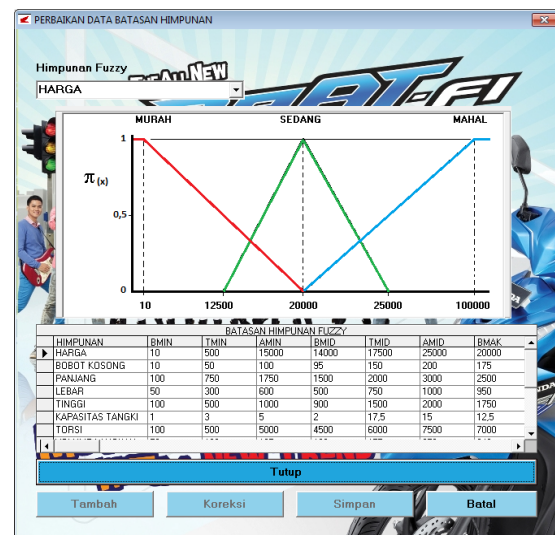 PERBAIKAN DATA BATASAN HIMPUNAN
Himpunan Fuzzy
HARGA
MURAH SEDANG MAHAL
1
π (x)
0,5
0
10 12500 20000 25000 100000
BATASAN HIMPUNAN FUZZY
HIMPUNAN BMIN TMIN AMIN BMID TMID AMID BMAK
HARGA 10 500 15000 14000 17500 25000 20000
BOBOT KOSONG 10 50 100 95 150 200 175
PANJANG 100 750 1750 1500 2000 3000 2500
LEBAR 50 300 600 500 750 1000 950
TINGGI 100 500 1000 900 1500 2000 1750
KAPASITAS TANGKI 1 3 5 2 17,5 15 12,5
TORSI 100 500 5000 4500 6000 7500 7000
Tutup
Tambah Koreksi Simpan Batal